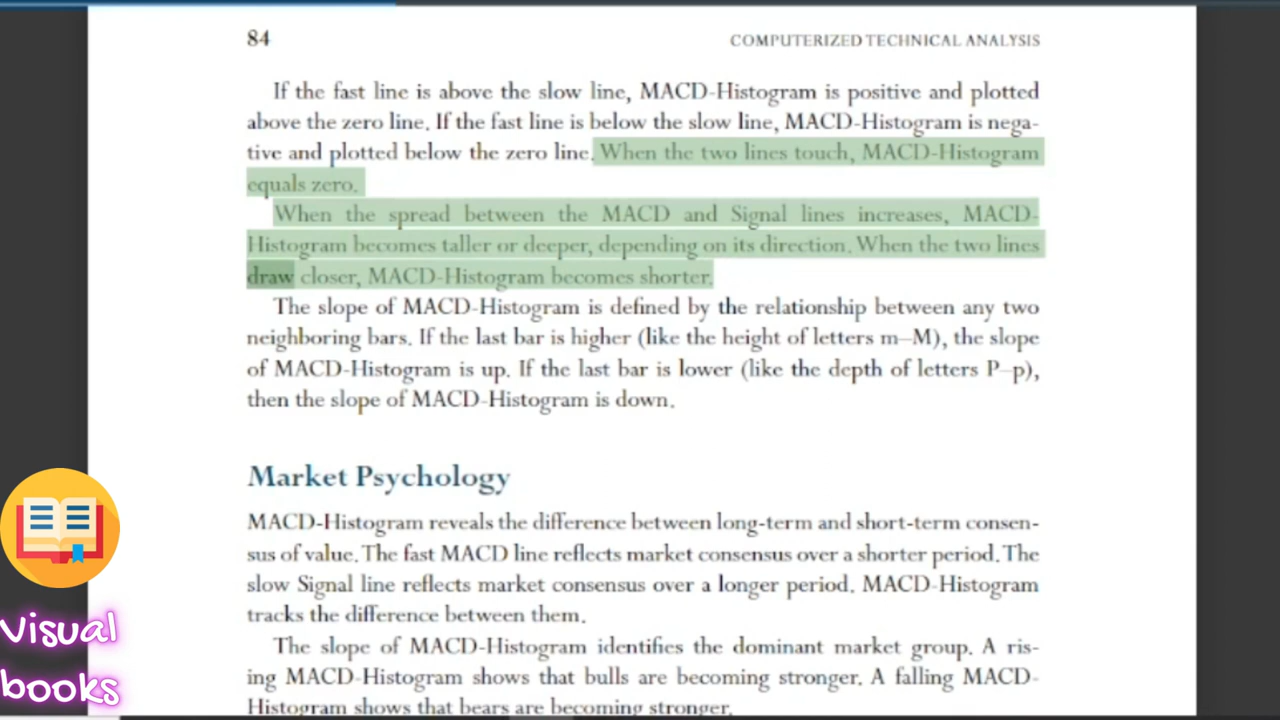 84
COMPUTERIZED TECHNICAL ANALYSIS
If the fast line is above the slow line, MACD-Histogram is positive and plotted
above the zero line. If the fast line is below the slow line, MACD-Histogram is nega-
tive and plotted below the zero line. When the two lines touch, MACD-Histogram
equals zero.
When the spread between the MACD and Signal lines increases, MACD-
Histogram becomes taller or deeper, depending on its direction. When the two lines
draw closer, MACD-Histogram becomes shorter.
The slope of MACD-Histogram is defined by the relationship between any two
neighboring bars. If the last bar is higher (like the height of letters m–M), the slope
of MACD-Histogram is up. If the last bar is lower (like the depth of letters P–p),
then the slope of MACD-Histogram is down.
Market Psychology
MACD-Histogram reveals the difference between long-term and short-term consen-
sus of value. The fast MACD line reflects market consensus over a shorter period. The
slow Signal line reflects market consensus over a longer period. MACD-Histogram
tracks the difference between them.
The slope of MACD-Histogram identifies the dominant market group. A ris-
ing MACD-Histogram shows that bulls are becoming stronger. A falling MACD-
Histogram shows that bears are becoming stronger.
Visual
books